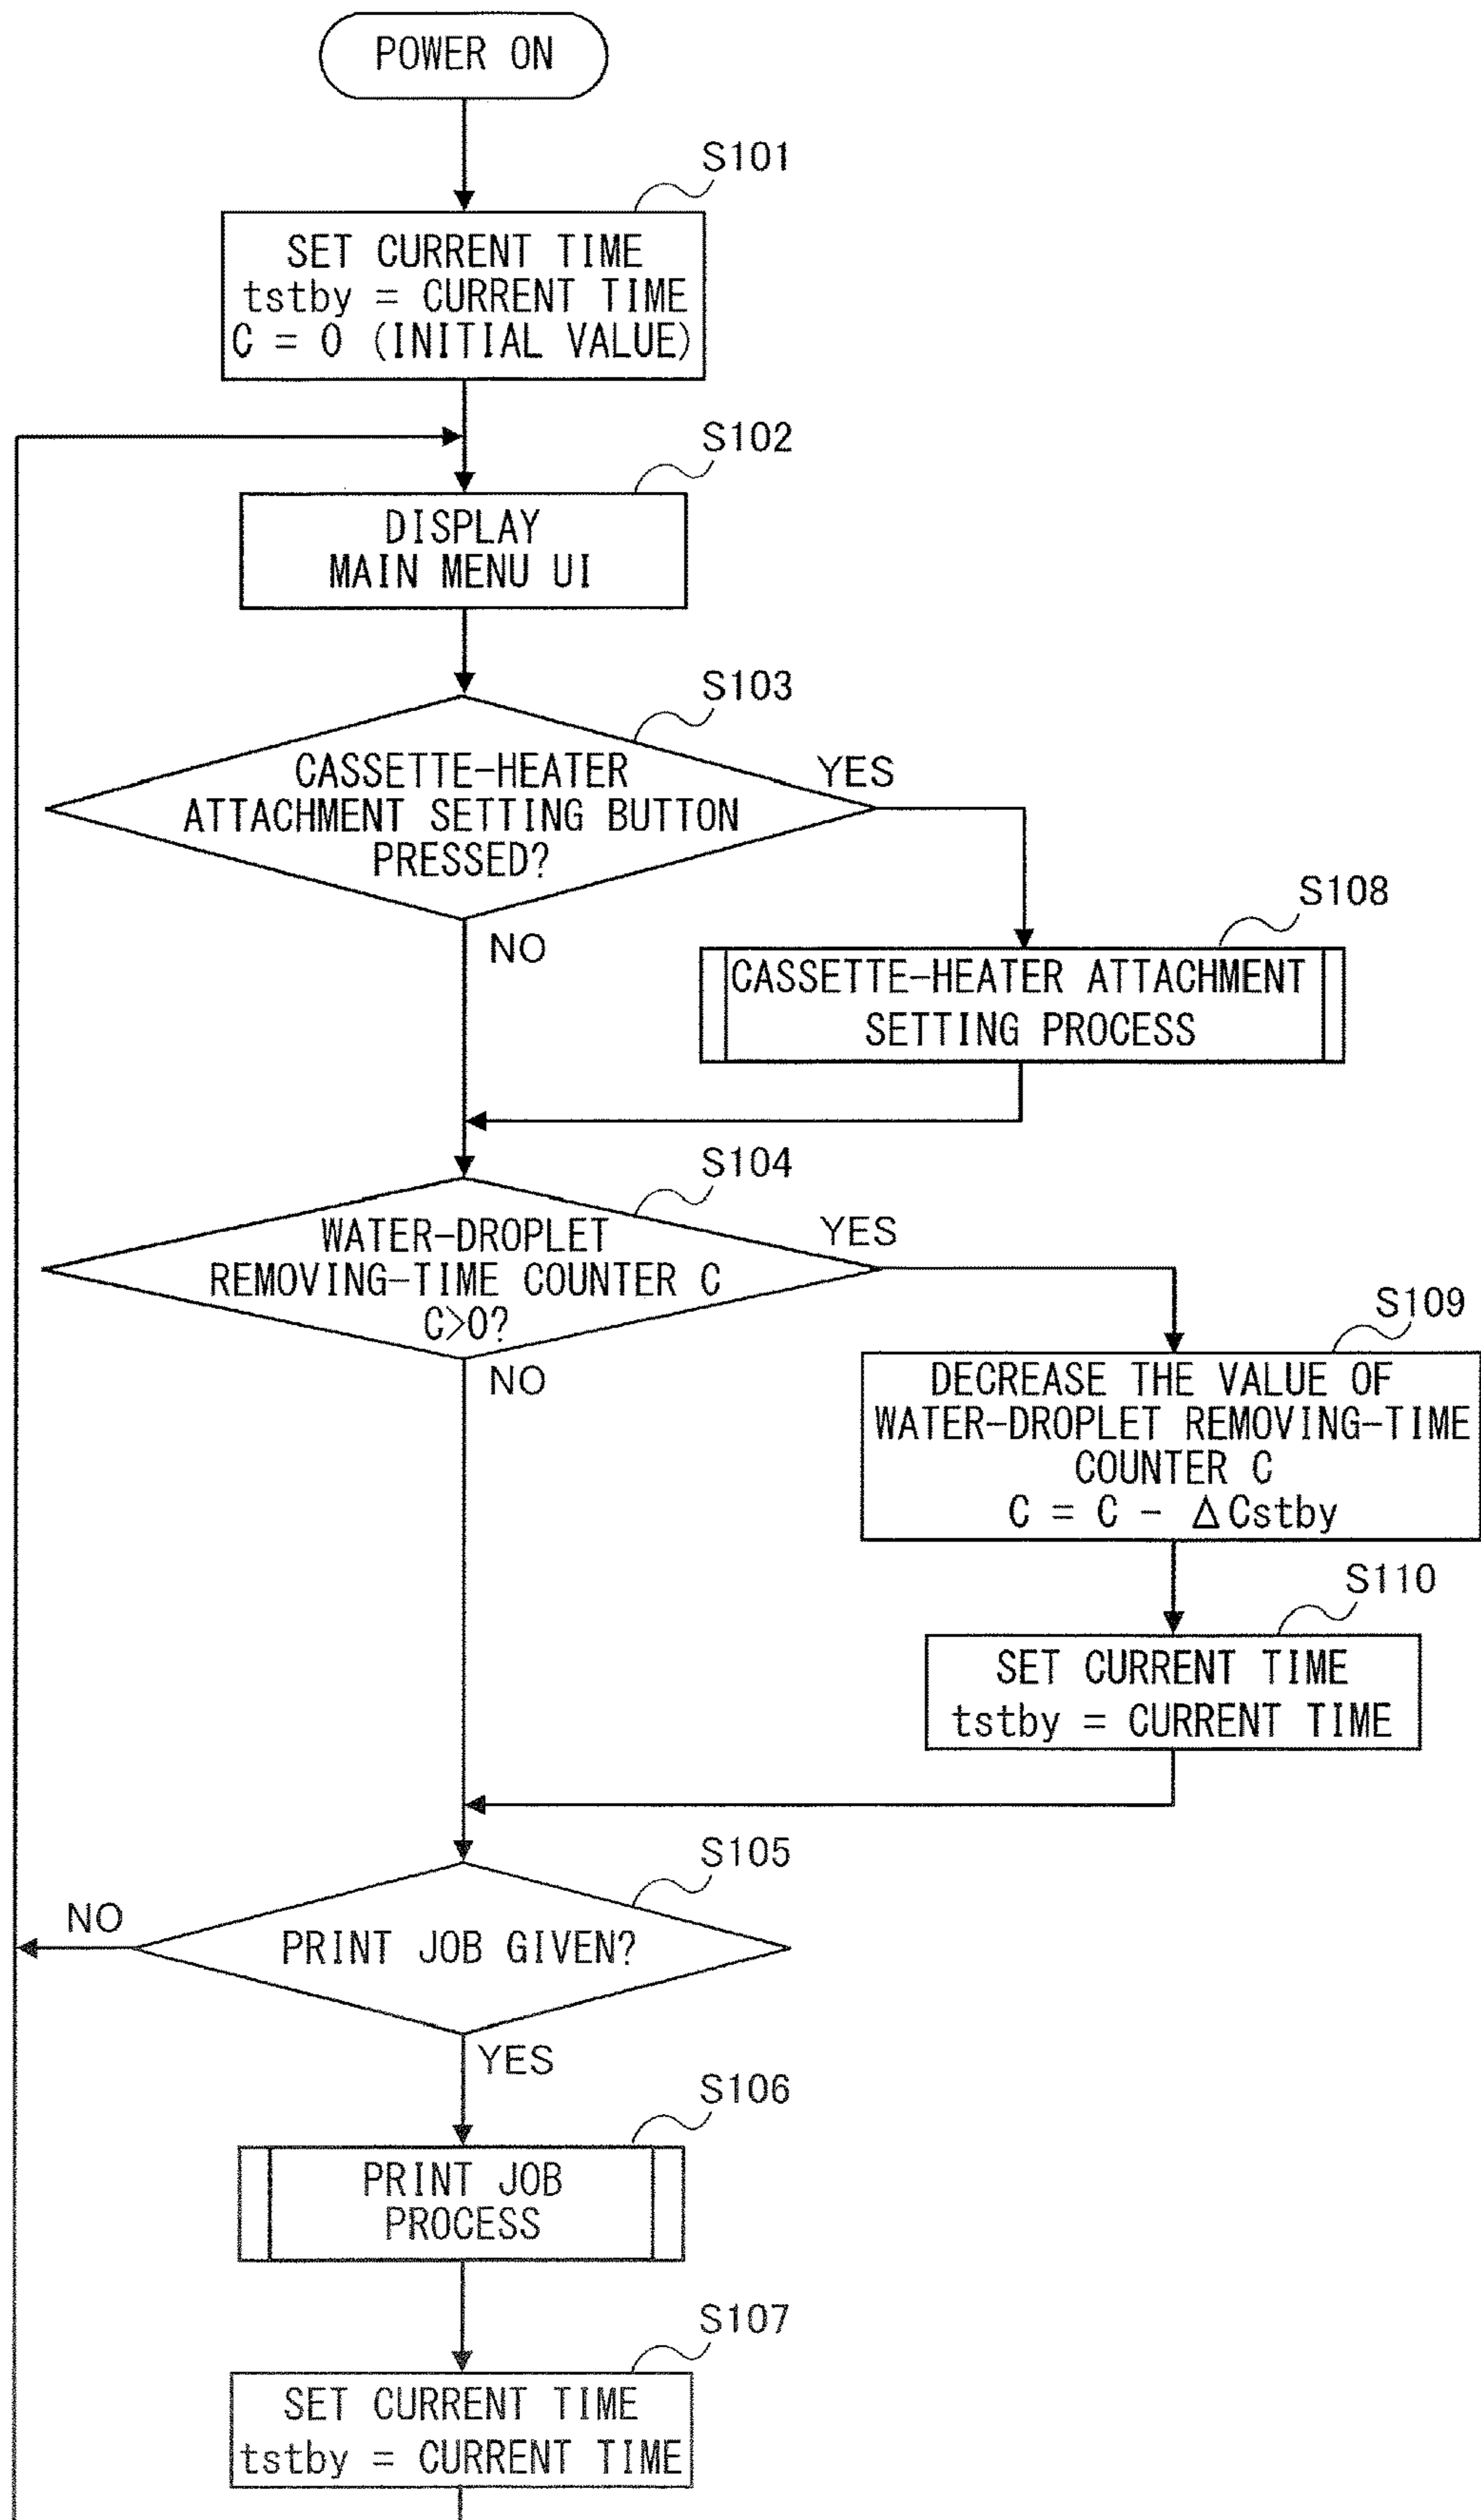 POWER ON
S101
SET CURRENT TIME
tstby = CURRENT TIME
C = 0 (INITIAL VALUE)
S102
DISPLAY
MAIN MENU UI
S103
CASSETTE-HEATER
ATTACHMENT SETTING BUTTON
PRESSED?
YES
NO
S108
CASSETTE-HEATER ATTACHMENT
SETTING PROCESS
S104
WATER-DROPLET
REMOVING-TIME COUNTER C
C>0?
YES
NO
S109
DECREASE THE VALUE OF
WATER-DROPLET REMOVING-TIME
COUNTER C
C = C - ΔCstby
S110
SET CURRENT TIME
tstby = CURRENT TIME
S105
PRINT JOB GIVEN?
NO
YES
S106
PRINT JOB
PROCESS
S107
SET CURRENT TIME
tstby = CURRENT TIME